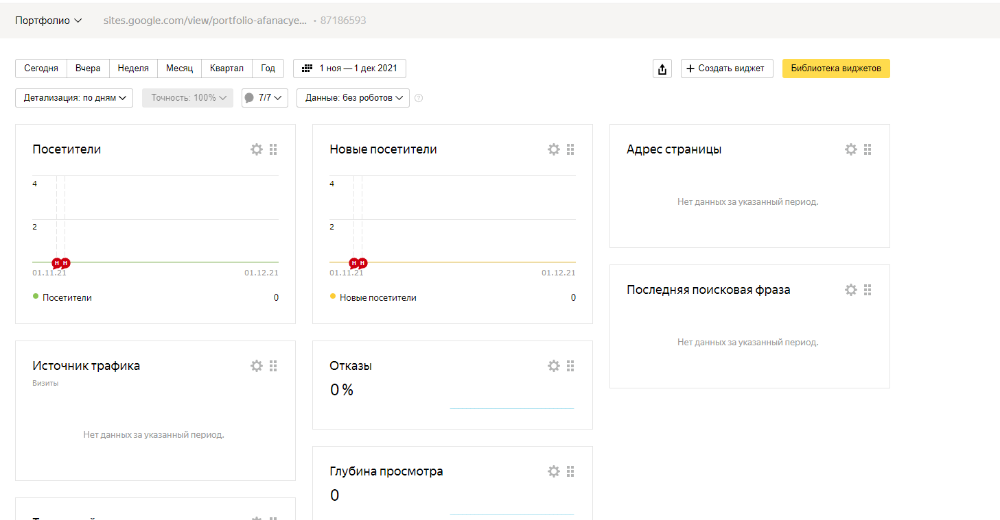 Портфолио sites.google.com/view/portfolio-afanacye... • 87186593
Сегодня Вчера Неделя Месяц Квартал Год 1 ноя — 1 дек 2021 + Создать виджет Библиотека виджетов
Детализация: по дням Точность: 100% 7/7 Данные: без роботов ?
Посетители
4
2
Н Н
01.11.21 01.12.21
Посетители 0
Новые посетители
4
2
Н Н
01.11.21 01.12.21
Новые посетители 0
Адрес страницы
Нет данных за указанный период.
Последняя поисковая фраза
Нет данных за указанный период.
Источник трафика
Визиты
Нет данных за указанный период.
Отказы
0 %
Глубина просмотра
0